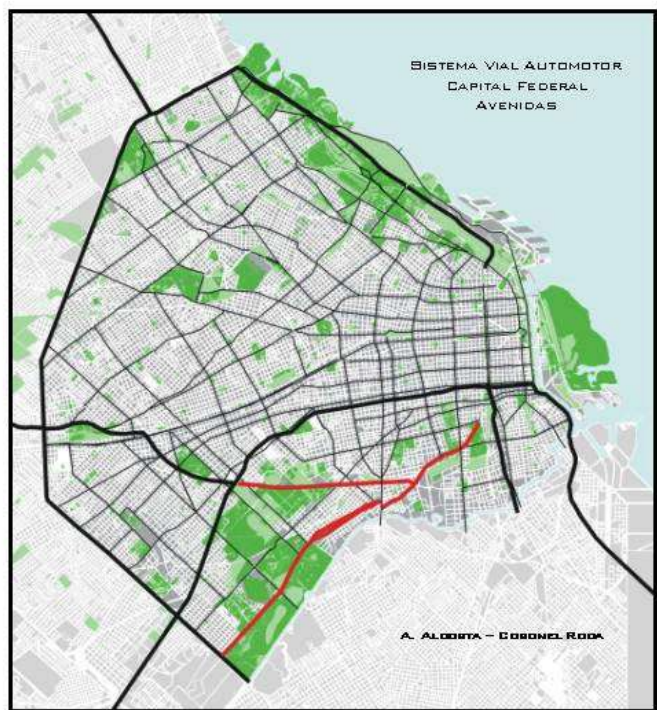 SISTEMA VIAL AUTOMOTOR
CAPITAL FEDERAL
AVENIDAS
A. ALCORTA – CORONEL ROCA